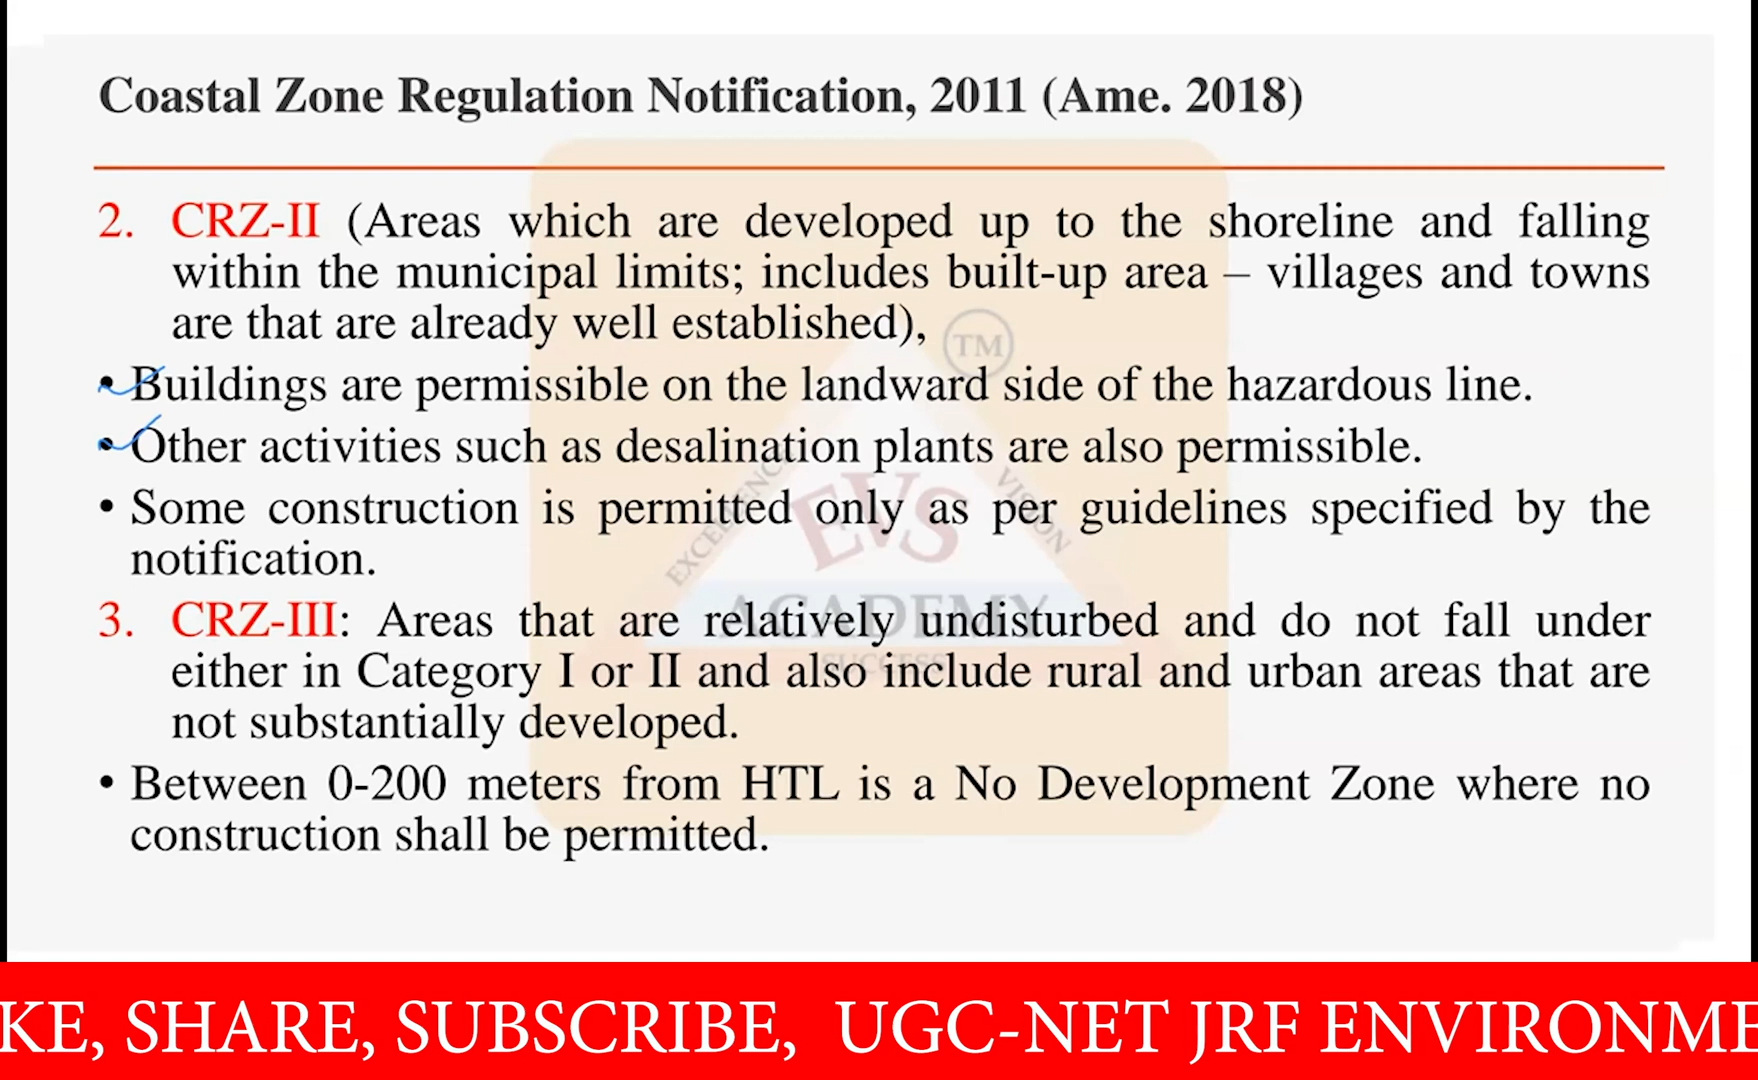 Coastal Zone Regulation Notification, 2011 (Ame. 2018)
2. CRZ-II (Areas which are developed up to the shoreline and falling
within the municipal limits; includes built-up area – villages and towns
are that are already well established),
• Buildings are permissible on the landward side of the hazardous line.
• Other activities such as desalination plants are also permissible.
• Some construction is permitted only as per guidelines specified by the
notification.
3. CRZ-III: Areas that are relatively undisturbed and do not fall under
either in Category I or II and also include rural and urban areas that are
not substantially developed.
• Between 0-200 meters from HTL is a No Development Zone where no
construction shall be permitted.
TM
EXCELLENCE
VISION
EVS
ACADEMY
SUCCESS
KE, SHARE, SUBSCRIBE, UGC-NET JRF ENVIRONME